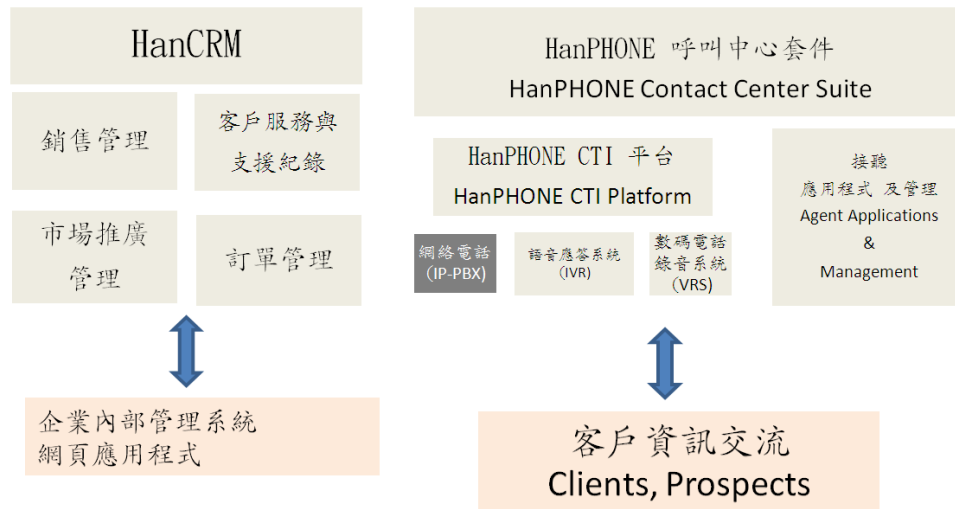 HanCRM
銷售管理
客戶服務與
支援紀錄
市場推廣
管理
訂單管理
企業內部管理系統
網頁應用程式
HanPHONE 呼叫中心套件
HanPHONE Contact Center Suite
HanPHONE CTI 平台
HanPHONE CTI Platform
網絡電話
(IP-PBX)
語音應答系統
(IVR)
數碼電話
錄音系統
(VRS)
接聽
應用程式 及管理
Agent Applications
&
Management
客戶資訊交流
Clients, Prospects